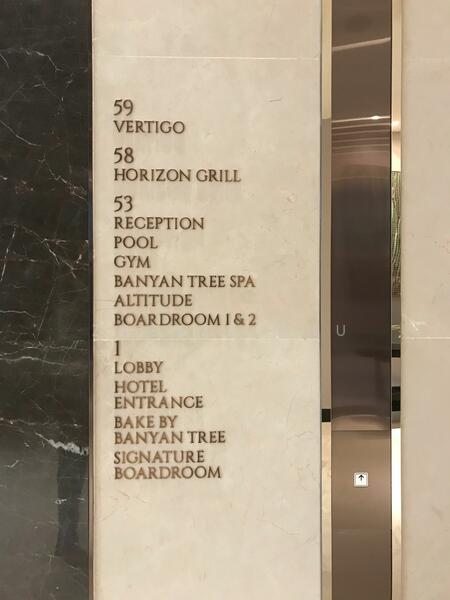 59
VERTIGO
58
HORIZON GRILL
53
RECEPTION
POOL
GYM
BANYAN TREE SPA
ALTITUDE
BOARDROOM 1 & 2
1
LOBBY
HOTEL
ENTRANCE
BAKE BY
BANYAN TREE
SIGNATURE
BOARDROOM
U